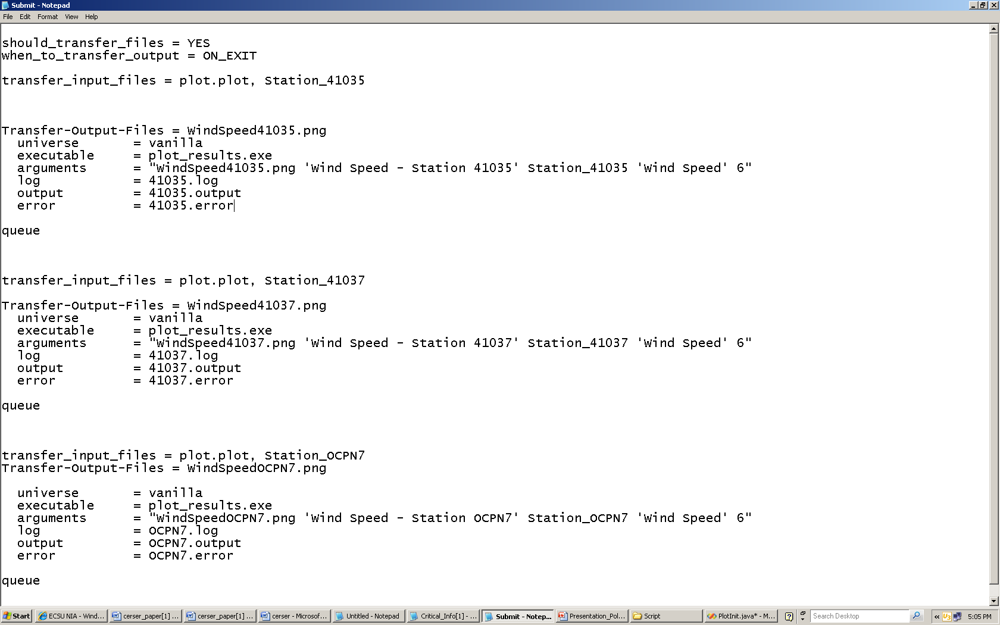 Submit - Notepad
File Edit Format View Help
should_transfer_files = YES
when_to_transfer_output = ON_EXIT
transfer_input_files = plot.plot, Station_41035
Transfer-Output-Files = WindSpeed41035.png
universe = vanilla
executable = plot_results.exe
arguments = "WindSpeed41035.png 'Wind Speed - Station 41035' Station_41035 'Wind Speed' 6"
log = 41035.log
output = 41035.output
error = 41035.error
queue
transfer_input_files = plot.plot, Station_41037
Transfer-Output-Files = WindSpeed41037.png
universe = vanilla
executable = plot_results.exe
arguments = "WindSpeed41037.png 'Wind Speed - Station 41037' Station_41037 'Wind Speed' 6"
log = 41037.log
output = 41037.output
error = 41037.error
queue
transfer_input_files = plot.plot, Station_OCPN7
Transfer-Output-Files = WindSpeedOCPN7.png
universe = vanilla
executable = plot_results.exe
arguments = "WindSpeedOCPN7.png 'Wind Speed - Station OCPN7' Station_OCPN7 'Wind Speed' 6"
log = OCPN7.log
output = OCPN7.output
error = OCPN7.error
queue
Start ECSU NIA - Wind... cerser_paper[1] ... cerser_paper[1] ... cerser - Microsof... Untitled - Notepad Critical_Info[1] - ... Submit - Notep... Presentation_Pol... Script PlotInit.java* - M... Search Desktop « 5:05 PM